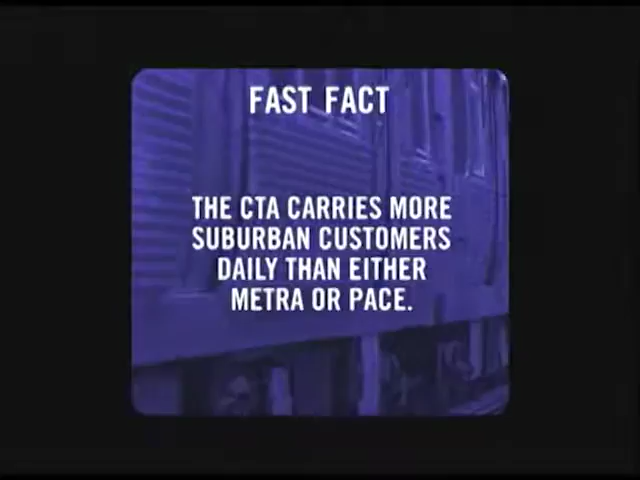 FAST FACT
THE CTA CARRIES MORE
SUBURBAN CUSTOMERS
DAILY THAN EITHER
METRA OR PACE.